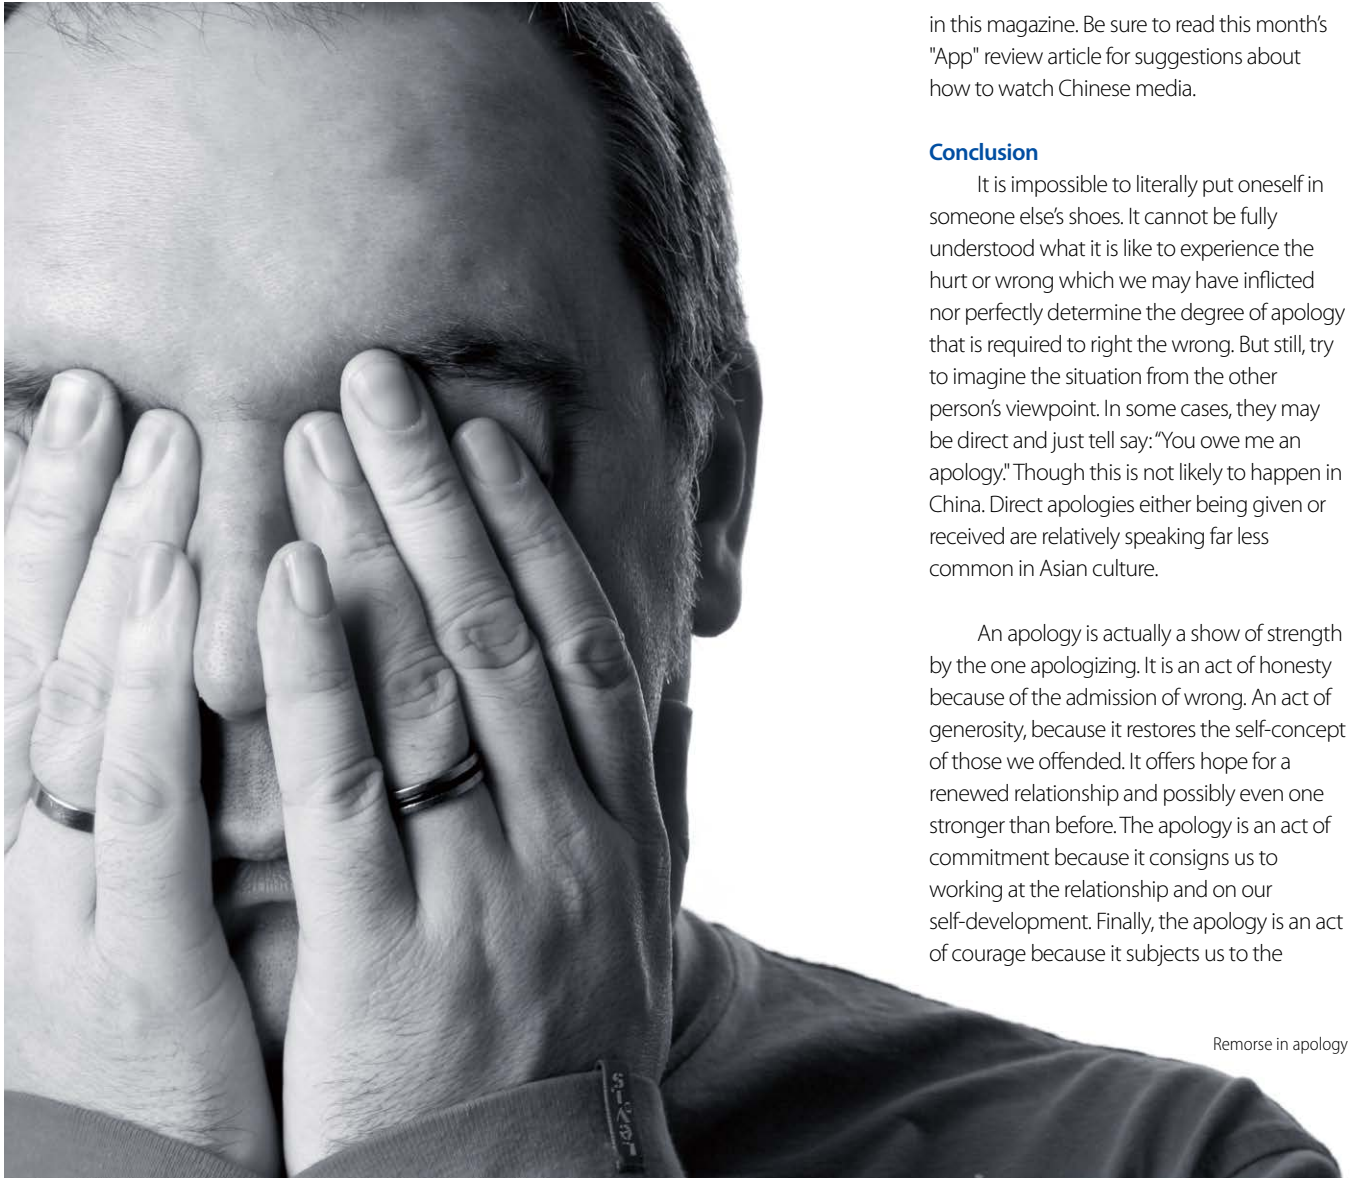 in this magazine. Be sure to read this month's
"App" review article for suggestions about
how to watch Chinese media.
Conclusion
It is impossible to literally put oneself in
someone else's shoes. It cannot be fully
understood what it is like to experience the
hurt or wrong which we may have inflicted
nor perfectly determine the degree of apology
that is required to right the wrong. But still, try
to imagine the situation from the other
person's viewpoint. In some cases, they may
be direct and just tell say: “You owe me an
apology." Though this is not likely to happen in
China. Direct apologies either being given or
received are relatively speaking far less
common in Asian culture.
An apology is actually a show of strength
by the one apologizing. It is an act of honesty
because of the admission of wrong. An act of
generosity, because it restores the self-concept
of those we offended. It offers hope for a
renewed relationship and possibly even one
stronger than before. The apology is an act of
commitment because it consigns us to
working at the relationship and on our
self-development. Finally, the apology is an act
of courage because it subjects us to the
Remorse in apology